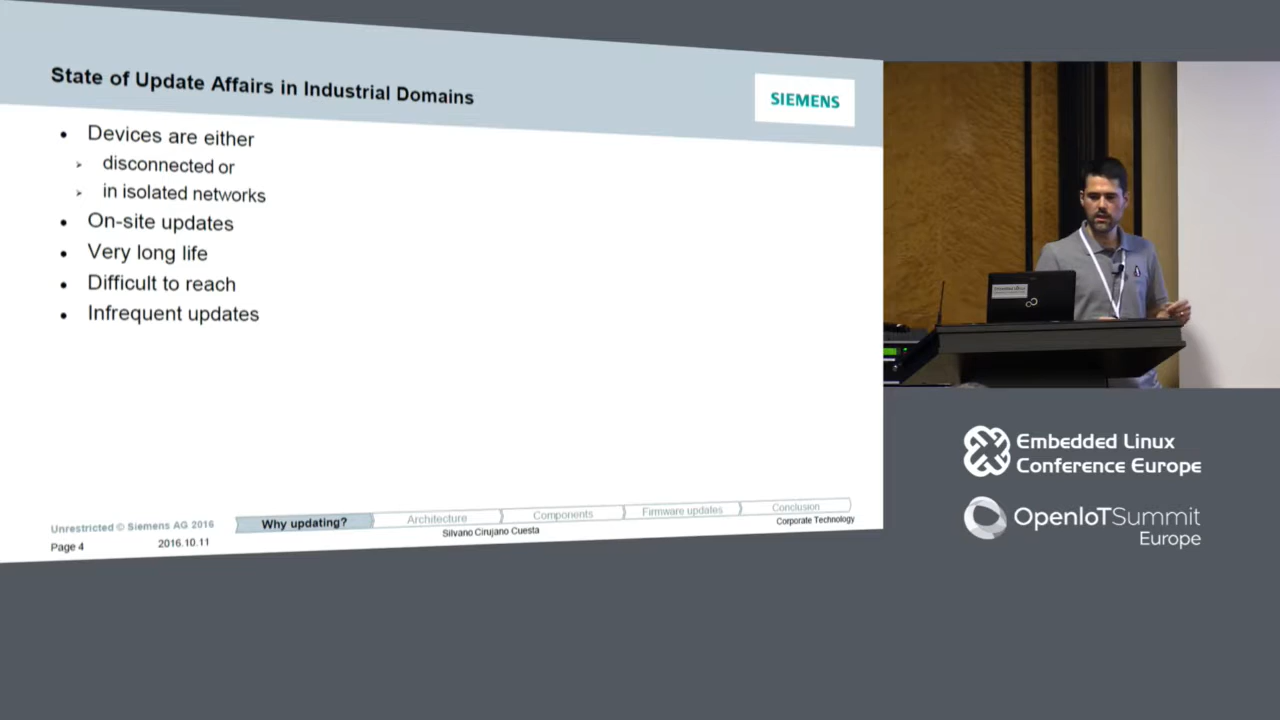 State of Update Affairs in Industrial Domains
SIEMENS
Devices are either
disconnected or
in isolated networks
On-site updates
Very long life
Difficult to reach
Infrequent updates
Unrestricted © Siemens AG 2016
Page 4
2016.10.11
Why updating?
Architecture
Components
Firmware updates
Conclusion
Silvano Cirujano Cuesta
Corporate Technology
Embedded Linux
Conference Europe
OpenIoTSummit
Europe